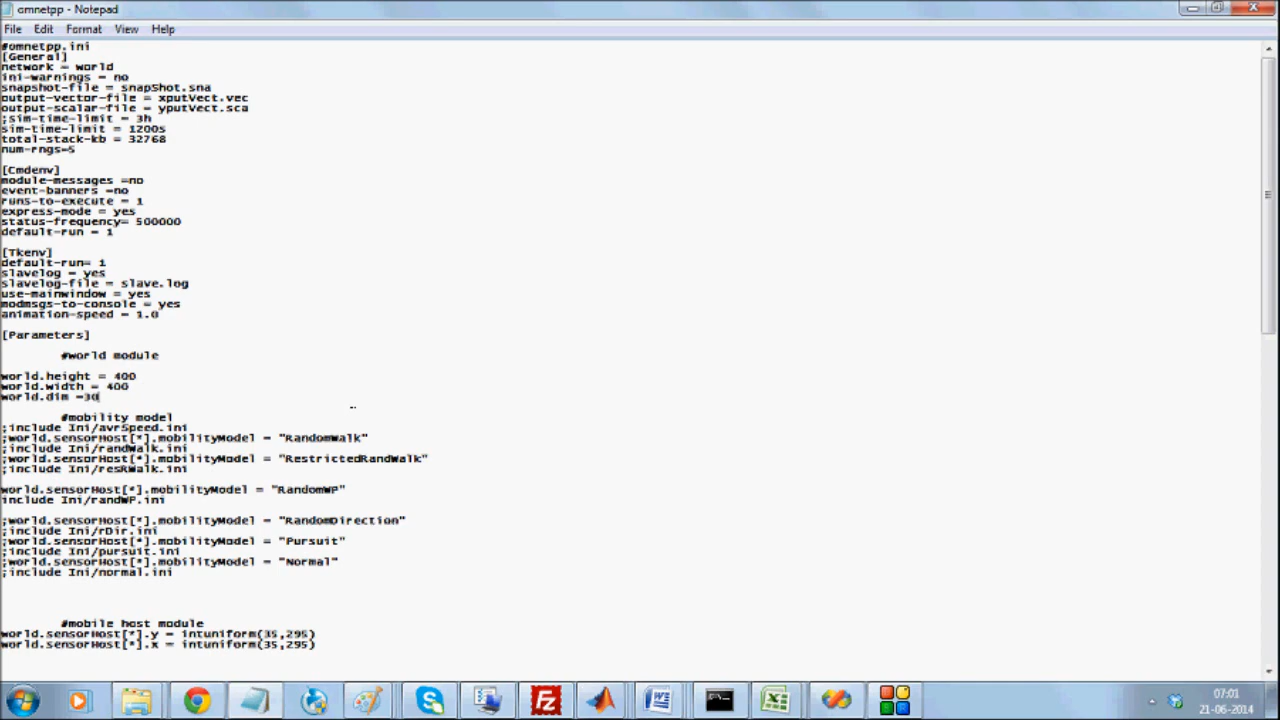 omnetpp - Notepad
File Edit Format View Help
#omnetpp.ini
[General]
network = world
ini-warnings = no
snapshot-file = snapShot.sna
output-vector-file = xputVect.vec
output-scalar-file = yputVect.sca
;sim-time-limit = 3h
sim-time-limit = 1200s
total-stack-kb = 32768
num-rngs=5
[Cmdenv]
module-messages =no
event-banners =no
runs-to-execute = 1
express-mode = yes
status-frequency= 500000
default-run = 1
[Tkenv]
default-run= 1
slavelog = yes
slavelog-file = slave.log
use-mainwindow = yes
modmsgs-to-console = yes
animation-speed = 1.0
[Parameters]
#world module
world.height = 400
world.width = 400
world.dim =30
#mobility model
;include Ini/avrSpeed.ini
;world.sensorHost[*].mobilityModel = "RandomWalk"
;include Ini/randWalk.ini
;world.sensorHost[*].mobilityModel = "RestrictedRandWalk"
;include Ini/resRWalk.ini
world.sensorHost[*].mobilityModel = "RandomWP"
include Ini/randWP.ini
;world.sensorHost[*].mobilityModel = "RandomDirection"
;include Ini/rDir.ini
;world.sensorHost[*].mobilityModel = "Pursuit"
;include Ini/pursuit.ini
;world.sensorHost[*].mobilityModel = "Normal"
;include Ini/normal.ini
#mobile host module
world.sensorHost[*].y = intuniform(35,295)
world.sensorHost[*].x = intuniform(35,295)
07:01
21-06-2014